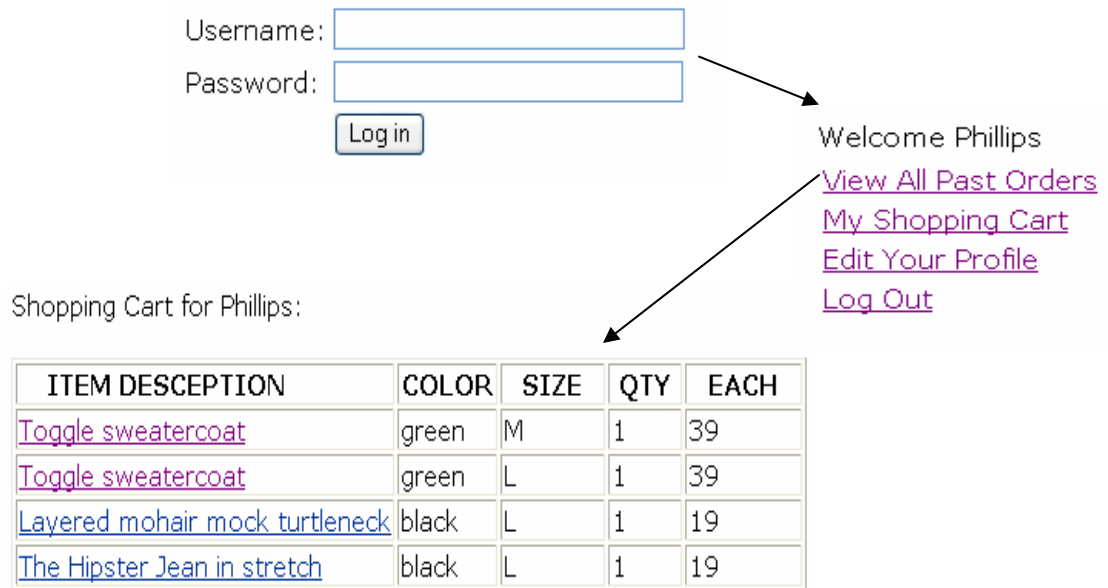 Username:
Password:
Log in
Welcome Phillips
View All Past Orders
My Shopping Cart
Edit Your Profile
Log Out
Shopping Cart for Phillips:
ITEM DESCEPTION COLOR SIZE QTY EACH
Toggle sweatercoat green M 1 39
Toggle sweatercoat green L 1 39
Layered mohair mock turtleneck black L 1 19
The Hipster Jean in stretch black L 1 19